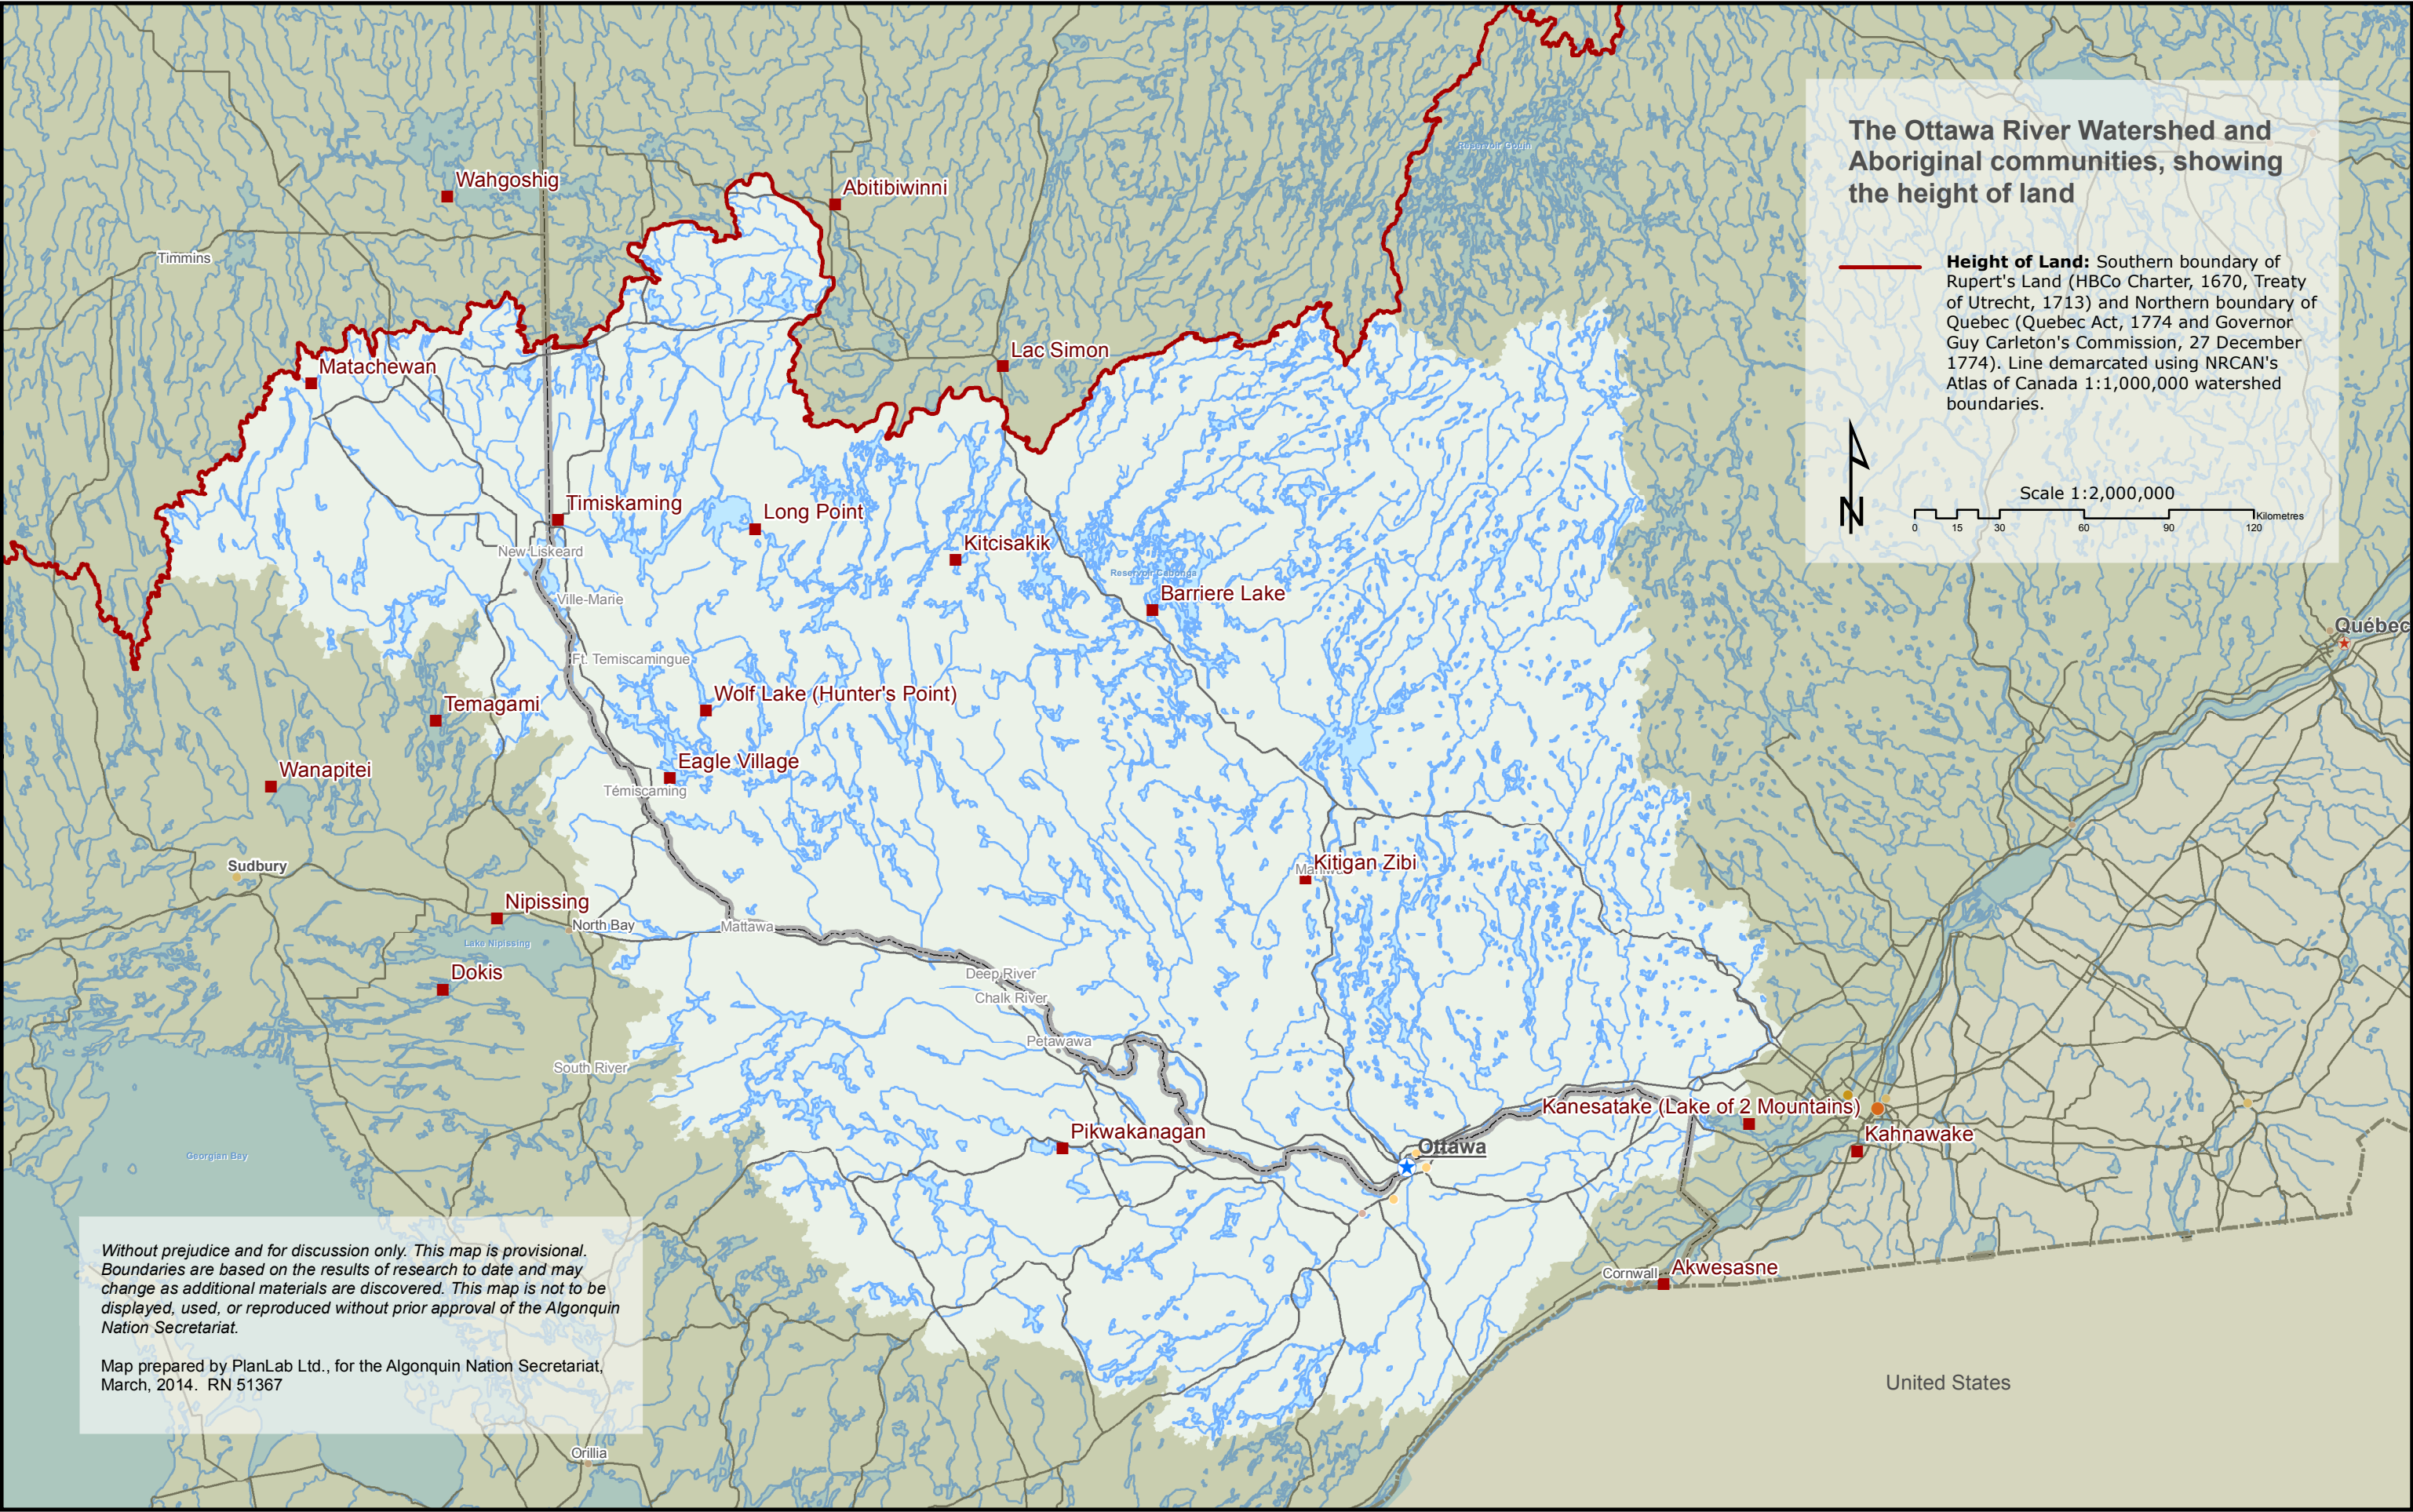 The Ottawa River Watershed and
Aboriginal communities, showing
the height of land
Height of Land: Southern boundary of
Rupert's Land (HBCo Charter, 1670, Treaty
of Utrecht, 1713) and Northern boundary of
Quebec (Quebec Act, 1774 and Governor
Guy Carleton's Commission, 27 December
1774). Line demarcated using NRCAN's
Atlas of Canada 1:1,000,000 watershed
boundaries.
N
Scale 1:2,000,000
Kilometres
0 15 30 60 90 120
Reservoir Godin
Wahgoshig
Abitibiwinni
Timmins
Lac Simon
Matachewan
Timiskaming
Long Point
Kitcisakik
New Liskeard
Reservoir Cabonga
Barriere Lake
Ville-Marie
Québec
Ft. Temiscamingue
Wolf Lake (Hunter's Point)
Temagami
Eagle Village
Wanapitei
Témiscaming
Sudbury
Kitigan Zibi
Nipissing
North Bay
Mattawa
Lake Nipissing
Dokis
Deep River
Chalk River
Petawawa
South River
Kanesatake (Lake of 2 Mountains)
Pikwakanagan
Kahnawake
Ottawa
Georgian Bay
Cornwall
Akwesasne
United States
Without prejudice and for discussion only. This map is provisional.
Boundaries are based on the results of research to date and may
change as additional materials are discovered. This map is not to be
displayed, used, or reproduced without prior approval of the Algonquin
Nation Secretariat.
Map prepared by PlanLab Ltd., for the Algonquin Nation Secretariat,
March, 2014. RN 51367
Orillia